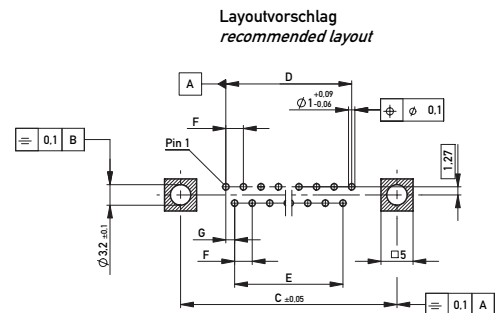 Layoutvorschlag
recommended layout
A
D
Ø1 +0,09 -0,06
⌖ ø 0,1
F
⌯ 0,1 B
Pin 1
1.27
Ø3,2 ±0,1
G
F
E
□5
C ±0,05
⌯ 0,1 A